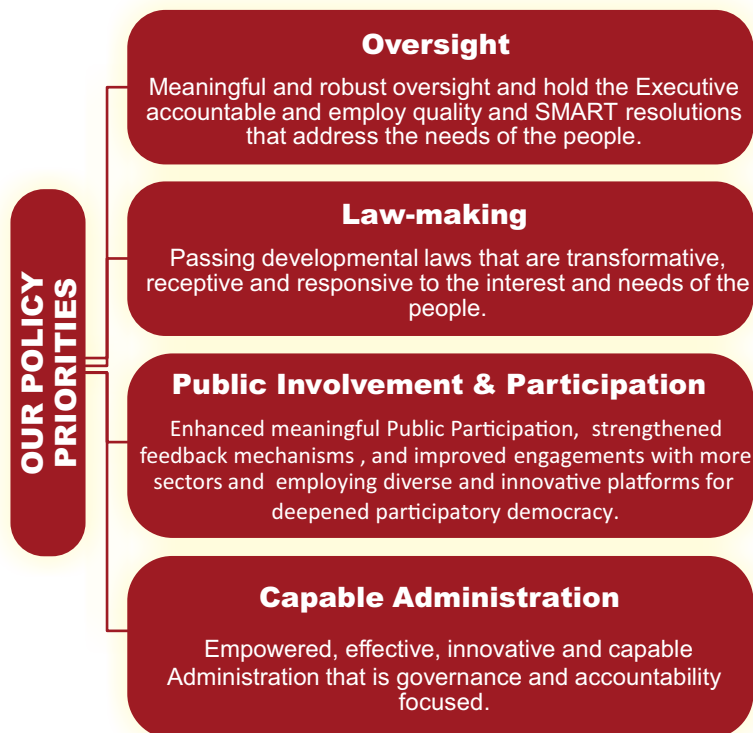 OUR POLICY
PRIORITIES
Oversight
Meaningful and robust oversight and hold the Executive
accountable and employ quality and SMART resolutions
that address the needs of the people.
Law-making
Passing developmental laws that are transformative,
receptive and responsive to the interest and needs of the
people.
Public Involvement & Participation
Enhanced meaningful Public Participation,  strengthened
feedback mechanisms , and improved engagements with more
sectors and  employing diverse and innovative platforms for
deepened participatory democracy.
Capable Administration
Empowered, effective, innovative and capable
Administration that is governance and accountability
focused.